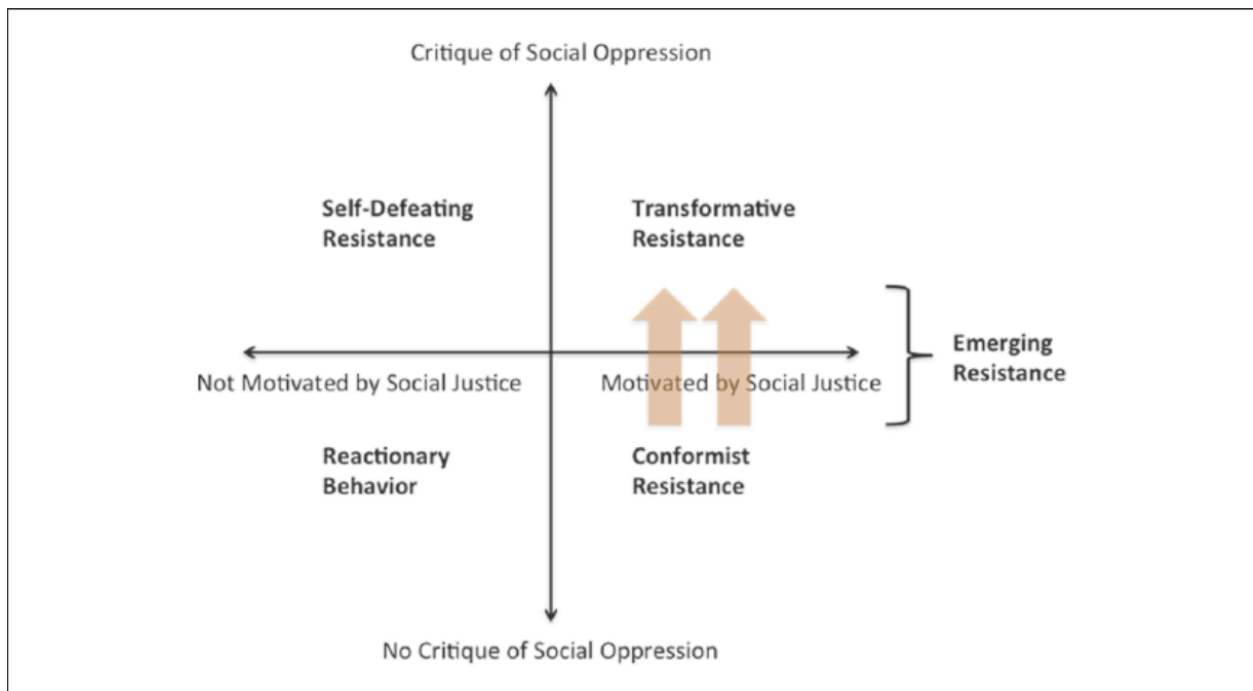 Critique of Social Oppression
Self-Defeating
Resistance
Transformative
Resistance
Emerging
Resistance
Not Motivated by Social Justice
Motivated by Social Justice
Reactionary
Behavior
Conformist
Resistance
No Critique of Social Oppression